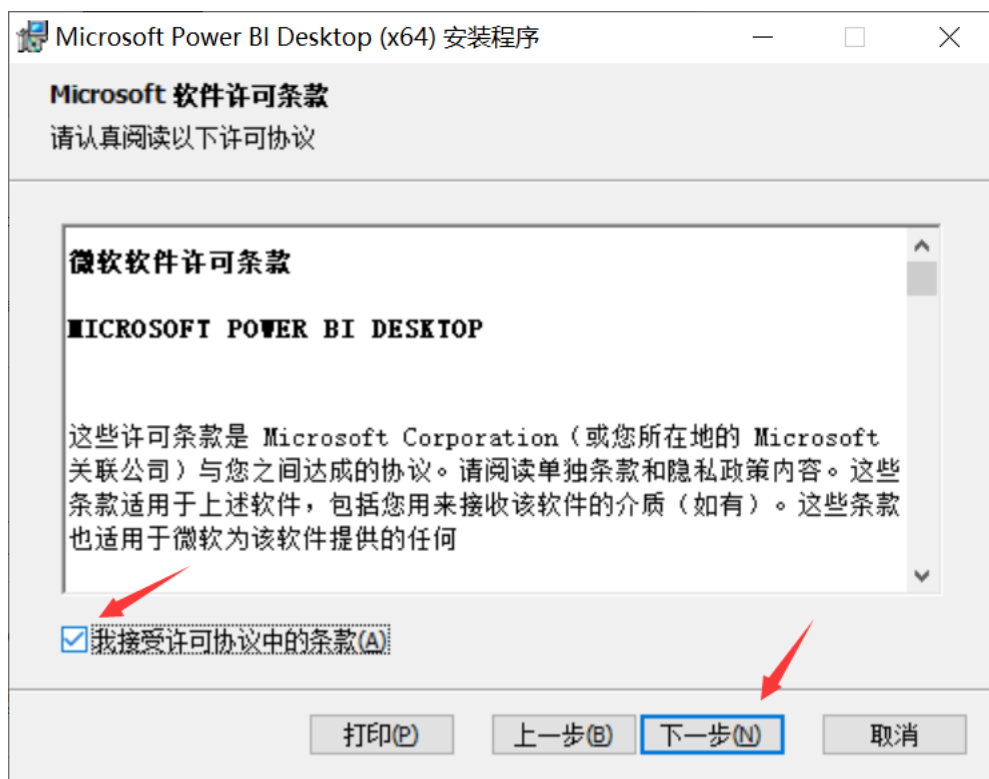 Microsoft Power BI Desktop (x64) 安装程序
Microsoft 软件许可条款
请认真阅读以下许可协议
微软软件许可条款
MICROSOFT POWER BI DESKTOP
这些许可条款是 Microsoft Corporation（或您所在地的 Microsoft
关联公司）与您之间达成的协议。请阅读单独条款和隐私政策内容。这些
条款适用于上述软件，包括您用来接收该软件的介质（如有）。这些条款
也适用于微软为该软件提供的任何
我接受许可协议中的条款(A)
打印(P) 上一步(B) 下一步(N) 取消